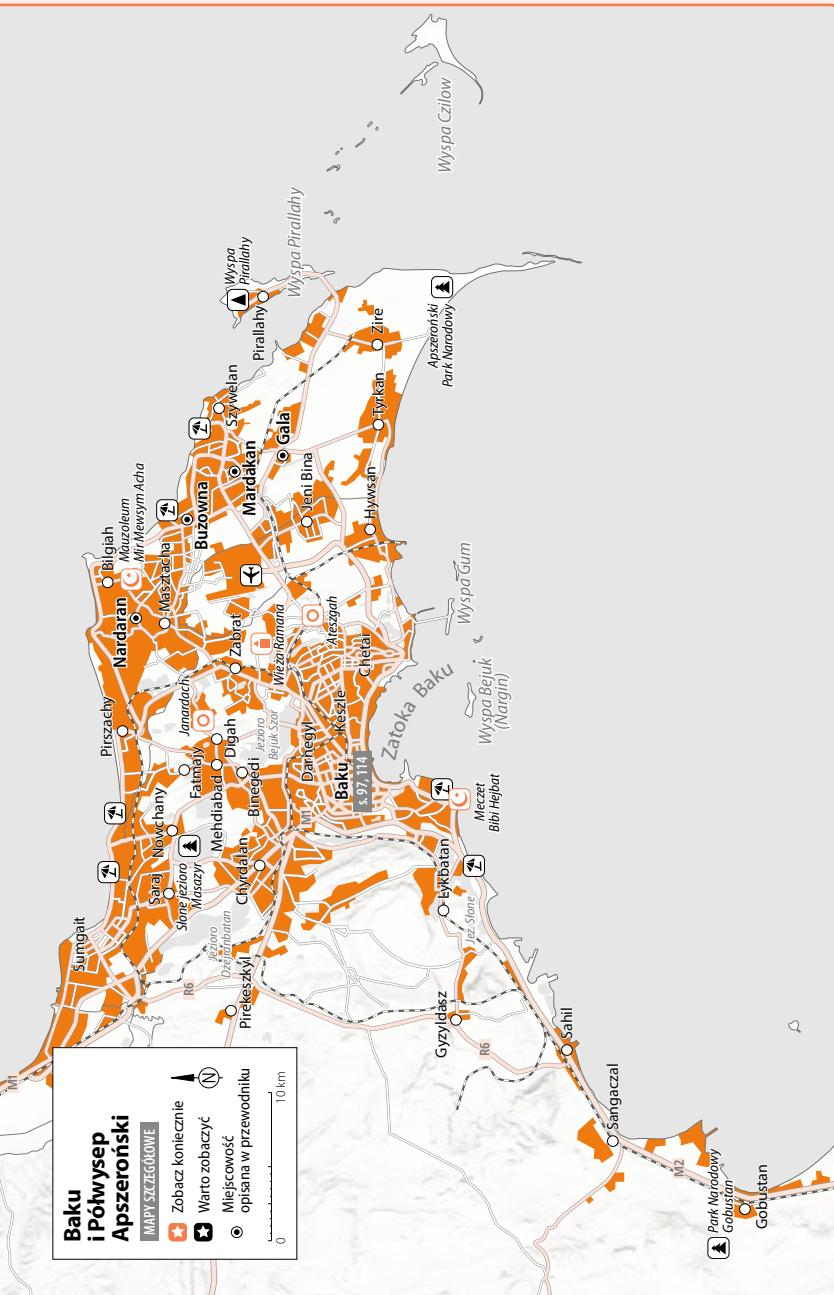 Baku
i Półwysep
Apszeroński
MAPY SZCZEGÓŁOWE
Zobacz koniecznie
Warto zobaczyć
Miejscowość
opisana w przewodniku
N
0
10 km
M1
Sumgait
R6
Pirekeszkyl
Jezioro
Dżejranbatan
Saraj
Słone Jezioro
Masazyr
Nowchany
Chyrdalan
Mehdiabad
Fatmajy
Binegedi
Digah
Pirszachy
Janardach
Jezioro
Bejuk Szor
Zabrat
Wieża Ramana
Nardaran
Bilgiah
Mauzoleum
Mir Mewsym Acha
Masztacha
Buzowna
Mardakan
Szywelan
Gala
Jeni Bina
Ateszgah
Pirallahy
Wyspa
Pirallahy
Wyspa Pirallahy
Wyspa Czilow
Zire
Tyrkan
Hywsan
Apszeroński
Park Narodowy
M1
Darnegyl
Keszle
Chetai
Baku
s. 97, 114
Zatoka Baku
Wyspa Gum
Wyspa Bejuk
(Nargin)
Meczet
Bibi Hejbat
Lykbatan
Jez. Słone
Gyzyldasz
R6
Sahil
Sangaczal
M2
Park Narodowy
Gobustan
Gobustan